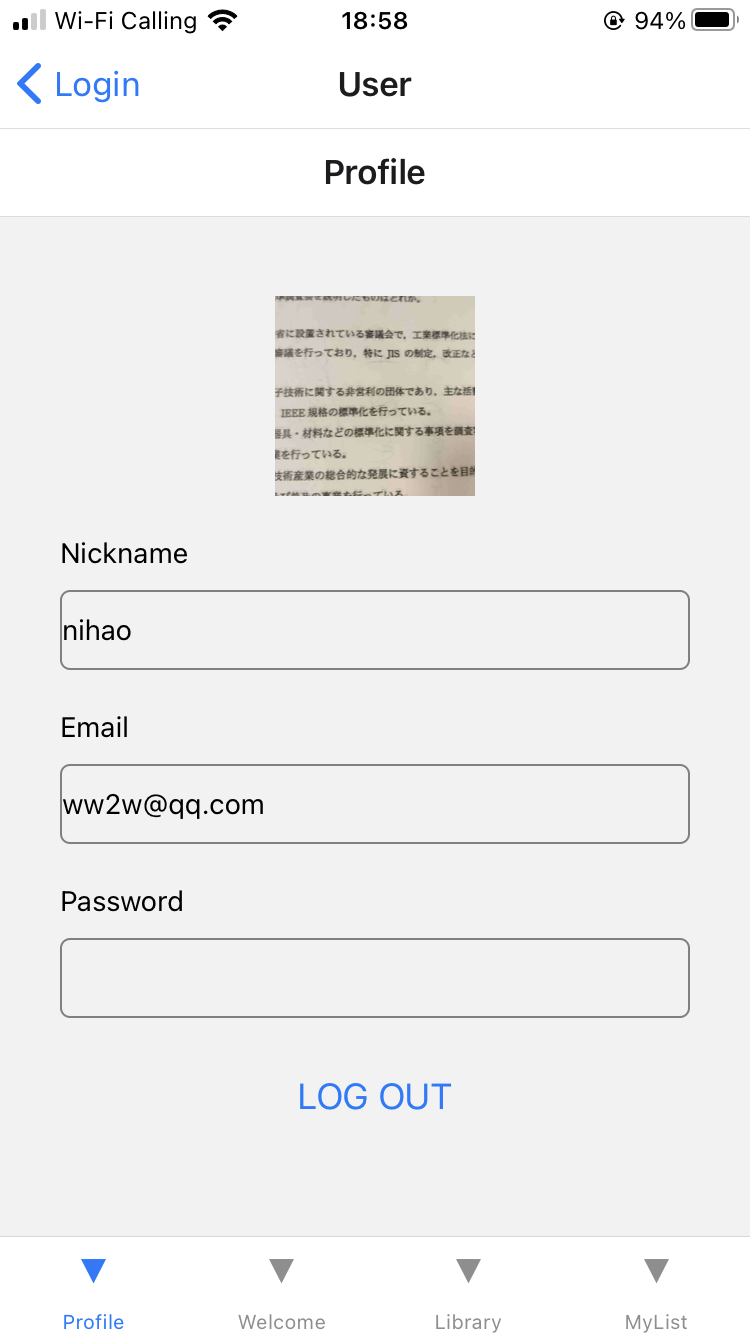 Wi-Fi Calling 18:58 94%
Login User
Profile
省に設置されている審議会で，工業標準化法に
審議を行っており，特に JIS の制定，改正など
子技術に関する非営利の団体であり，主な活
IEEE 規格の標準化を行っている。
器具・材料などの標準化に関する事項を調査
業を行っている。
技術産業の総合的な発展に資することを目的
Nickname
nihao
Email
ww2w@qq.com
Password
LOG OUT
Profile Welcome Library MyList